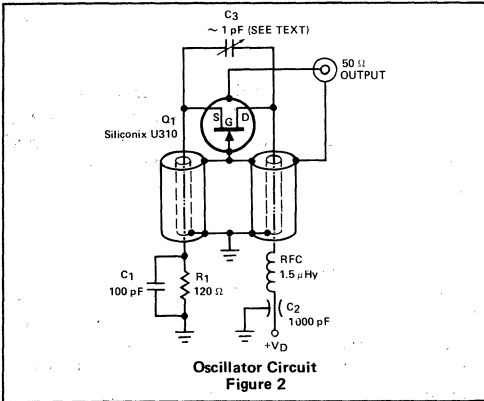 C3
~ 1 pF (SEE TEXT)
50 Ω
OUTPUT
Q1
Siliconix U310
S G D
C1
100 pF
R1
120 Ω
RFC
1.5 μHy
C2
1000 pF
+VD
Oscillator Circuit
Figure 2